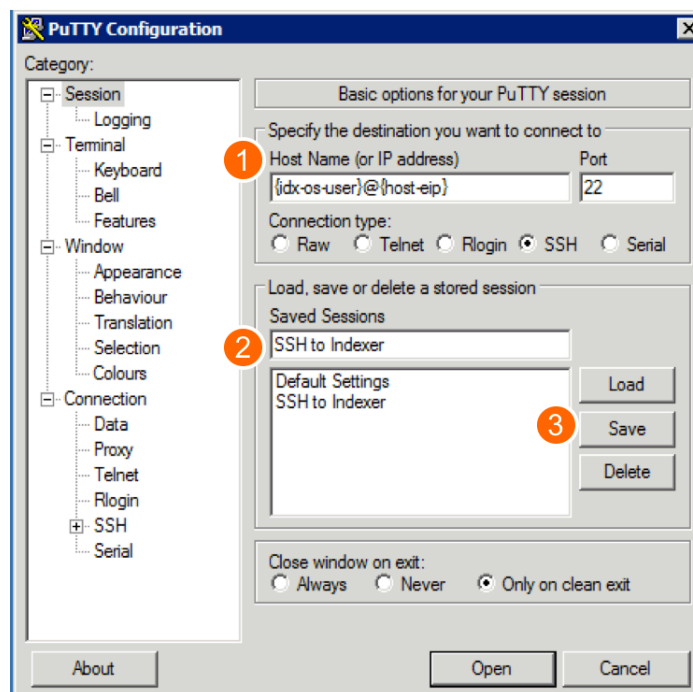 PuTTY Configuration
Category:
Session
Logging
Terminal
Keyboard
Bell
Features
Window
Appearance
Behaviour
Translation
Selection
Colours
Connection
Data
Proxy
Telnet
Rlogin
SSH
Serial
Basic options for your PuTTY session
Specify the destination you want to connect to
1 Host Name (or IP address) Port
{idx-os-user}@{host-eip} 22
Connection type:
Raw Telnet Rlogin SSH Serial
Load, save or delete a stored session
Saved Sessions
2 SSH to Indexer
Default Settings
SSH to Indexer
Load
3 Save
Delete
Close window on exit:
Always Never Only on clean exit
About Open Cancel